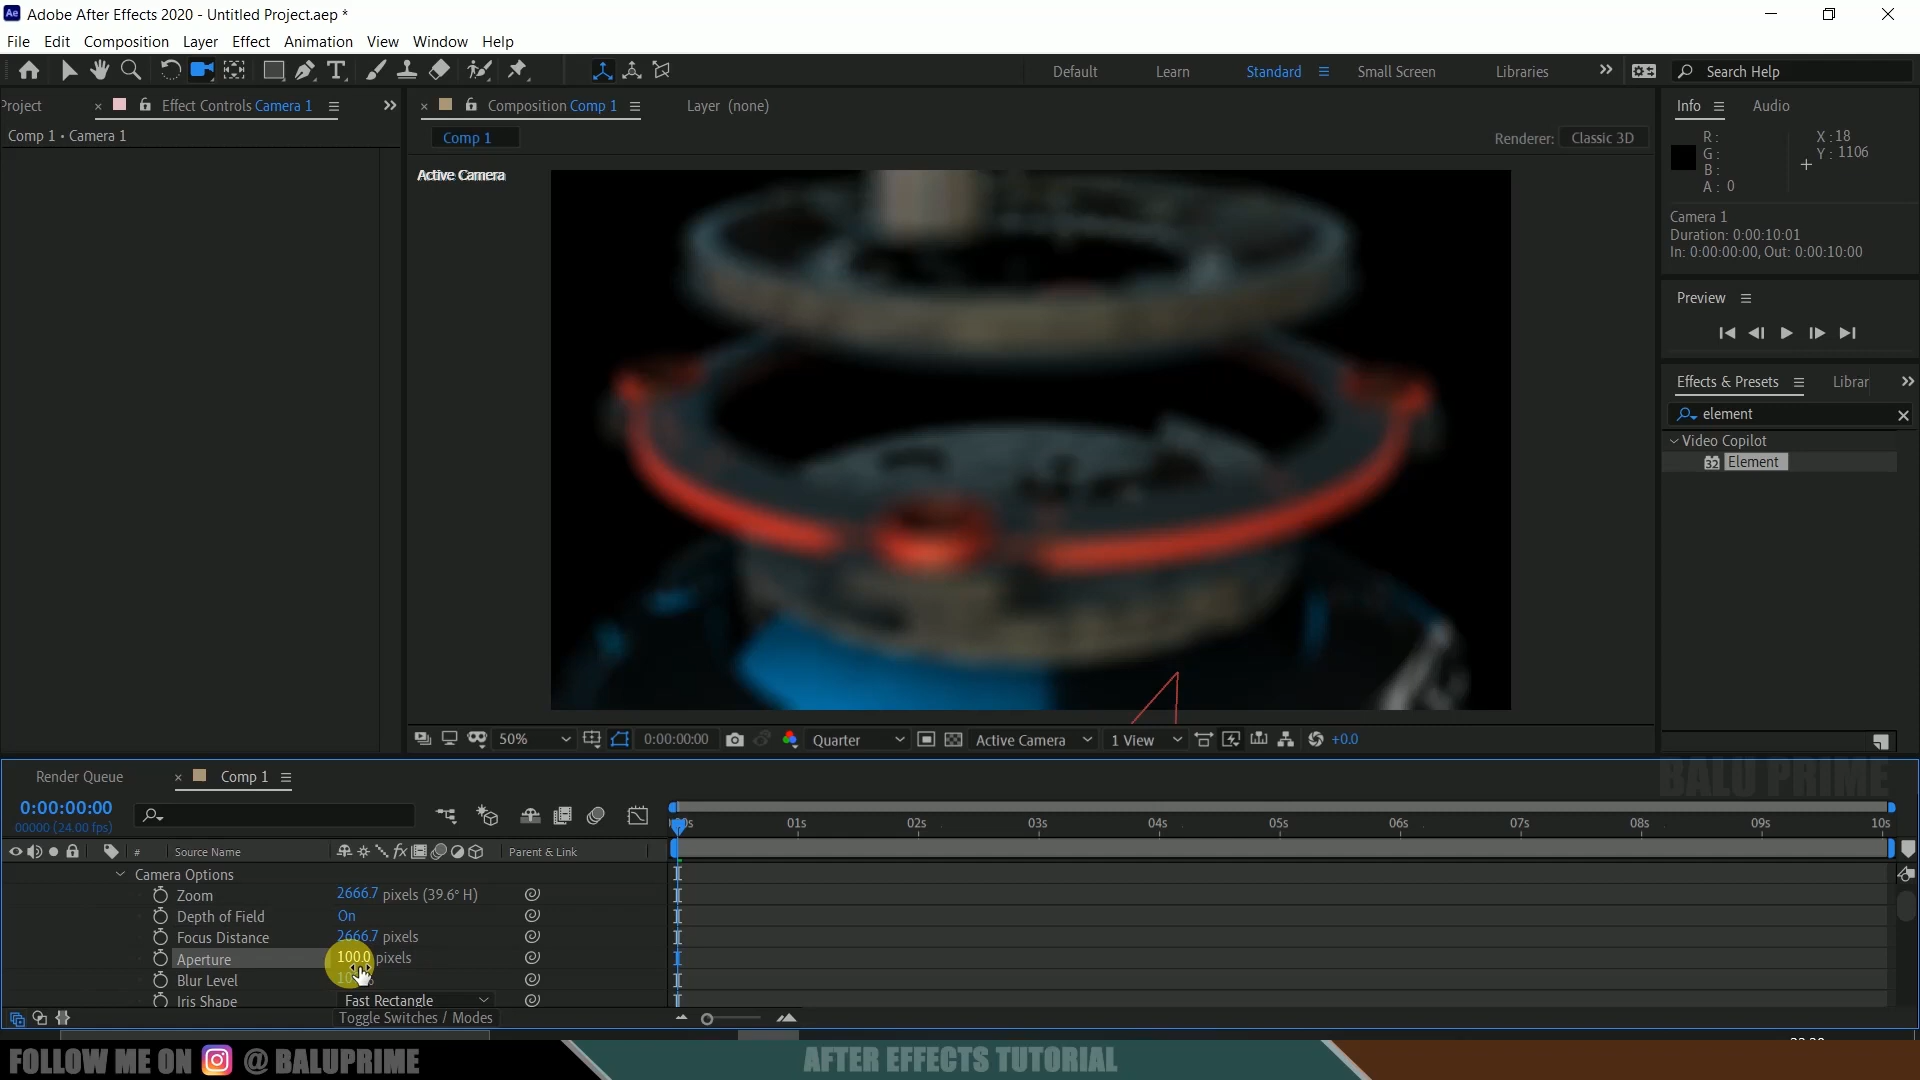 Ae Adobe After Effects 2020 - Untitled Project.aep *
File Edit Composition Layer Effect Animation View Window Help
Default Learn Standard Small Screen Libraries Search Help
Project Effect Controls Camera 1
Composition Comp 1 Layer (none)
Info Audio
Comp 1 • Camera 1
Comp 1
Renderer: Classic 3D
Active Camera
R :
G :
B :
A : 0
X : 18
Y : 1106
Camera 1
Duration: 0:00:10:01
In: 0:00:00:00, Out: 0:00:10:00
Preview
Effects & Presets Librar
element
Video Copilot
32 Element
50% 0:00:00:00 Quarter Active Camera 1 View +0.0
BALU PRIME
Render Queue Comp 1
0:00:00:00
00000 (24.00 fps)
01s 02s 03s 04s 05s 06s 07s 08s 09s 10s
# Source Name Parent & Link
Camera Options
Zoom 2666.7 pixels (39.6° H)
Depth of Field On
Focus Distance 2666.7 pixels
Aperture 100.0 pixels
Blur Level
Iris Shape Fast Rectangle
Toggle Switches / Modes
FOLLOW ME ON @ BALUPRIME
AFTER EFFECTS TUTORIAL